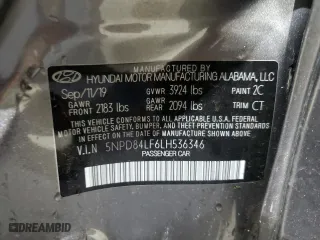 MANUFACTURED BY
HYUNDAI MOTOR MANUFACTURING ALABAMA, LLC
Sep/11/19 GVWR 3924 lbs PAINT 2C
GAWR FRONT 2183 lbs GAWR REAR 2094 lbs TRIM CT
THIS VEHICLE CONFORMS TO ALL APPLICABLE U.S.A. FEDERAL
MOTOR VEHICLE SAFETY, BUMPER, AND THEFT PREVENTION
STANDARDS IN EFFECT ON THE DATE OF MANUFACTURE SHOWN ABOVE.
V.I.N 5NPD84LF6LH536346
PASSENGER CAR
DREAMBID